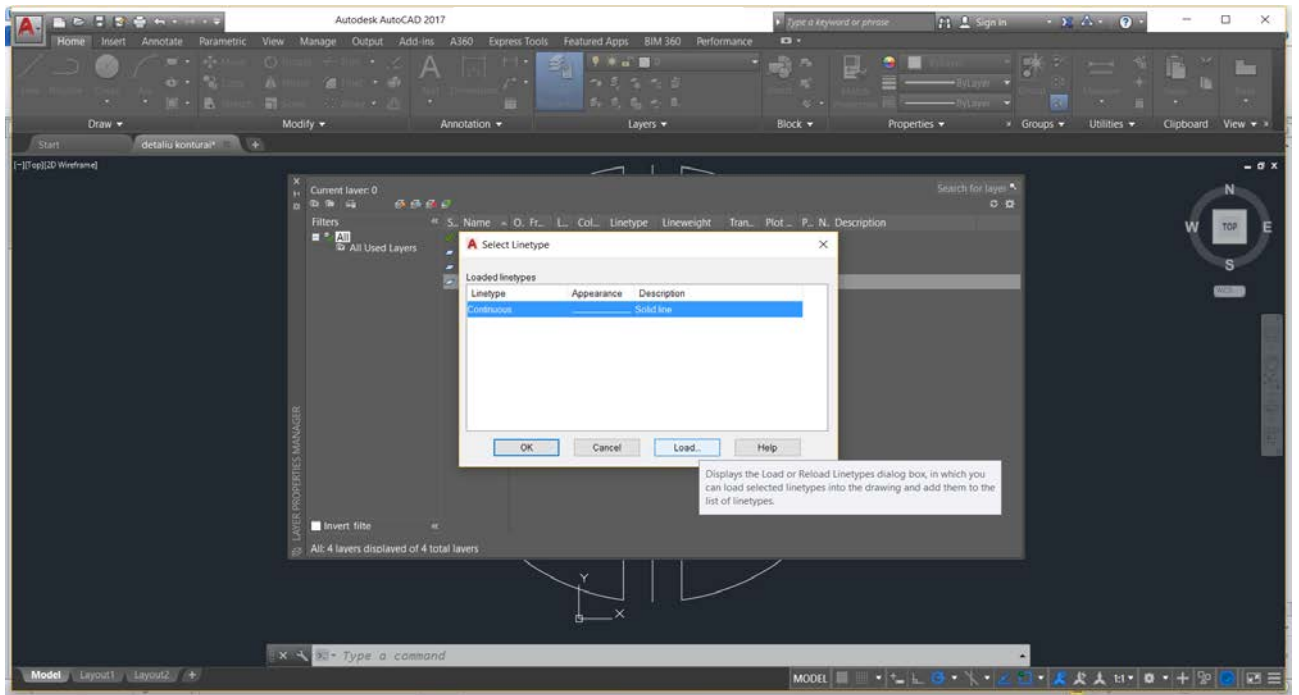 Autodesk AutoCAD 2017
Type a keyword or phrase
Sign In
Home Insert Annotate Parametric View Manage Output Add-ins A360 Express Tools Featured Apps BIM 360 Performance
ByLayer
ByLayer
Draw Modify Annotation Layers Block Properties Groups Utilities Clipboard View
Start detaliu konturai*
[−][Top][2D Wireframe]
N
W TOP E
S
WCS
Current layer: 0
Search for layer
Filters
S.. Name O. Fr... L... Col... Linetype Lineweight Tran... Plot ... P... N. Description
All
All Used Layers
Select Linetype
Loaded linetypes
Linetype Appearance Description
Continuous Solid line
OK Cancel Load... Help
Displays the Load or Reload Linetypes dialog box, in which you
can load selected linetypes into the drawing and add them to the
list of linetypes.
LAYER PROPERTIES MANAGER
Invert filte
All: 4 layers displayed of 4 total layers
Y
X
Type a command
Model Layout1 Layout2 +
MODEL 1:1